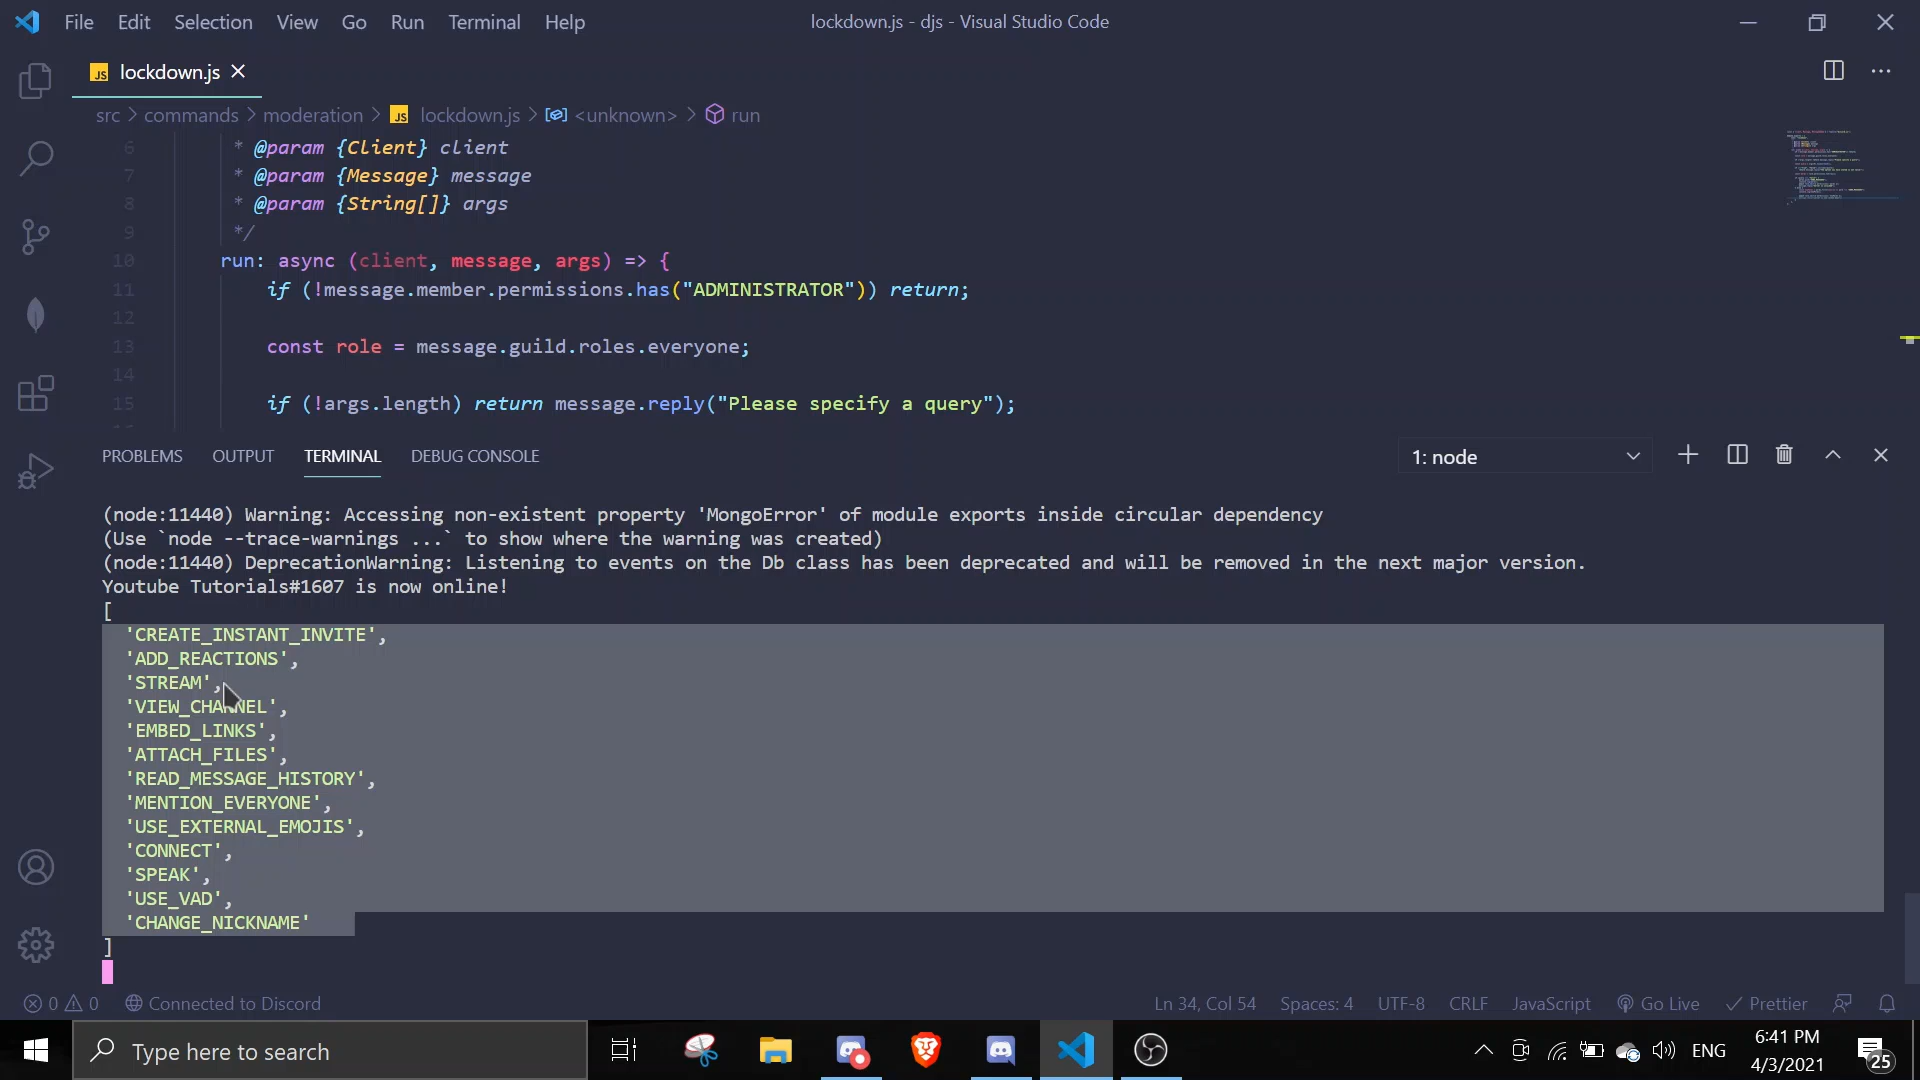 File Edit Selection View Go Run Terminal Help
lockdown.js - djs - Visual Studio Code
JS lockdown.js
src > commands > moderation > JS lockdown.js > <unknown> > run
6 * @param {Client} client
7 * @param {Message} message
8 * @param {String[]} args
9 */
10 run: async (client, message, args) => {
11 if (!message.member.permissions.has("ADMINISTRATOR")) return;
12
13 const role = message.guild.roles.everyone;
14
15 if (!args.length) return message.reply("Please specify a query");
PROBLEMS OUTPUT TERMINAL DEBUG CONSOLE
1: node
(node:11440) Warning: Accessing non-existent property 'MongoError' of module exports inside circular dependency
(Use `node --trace-warnings ...` to show where the warning was created)
(node:11440) DeprecationWarning: Listening to events on the Db class has been deprecated and will be removed in the next major version.
Youtube Tutorials#1607 is now online!
[
'CREATE_INSTANT_INVITE',
'ADD_REACTIONS',
'STREAM',
'VIEW_CHANNEL',
'EMBED_LINKS',
'ATTACH_FILES',
'READ_MESSAGE_HISTORY',
'MENTION_EVERYONE',
'USE_EXTERNAL_EMOJIS',
'CONNECT',
'SPEAK',
'USE_VAD',
'CHANGE_NICKNAME'
]
0 0 Connected to Discord
Ln 34, Col 54 Spaces: 4 UTF-8 CRLF JavaScript Go Live Prettier
Type here to search
ENG
6:41 PM
4/3/2021
25